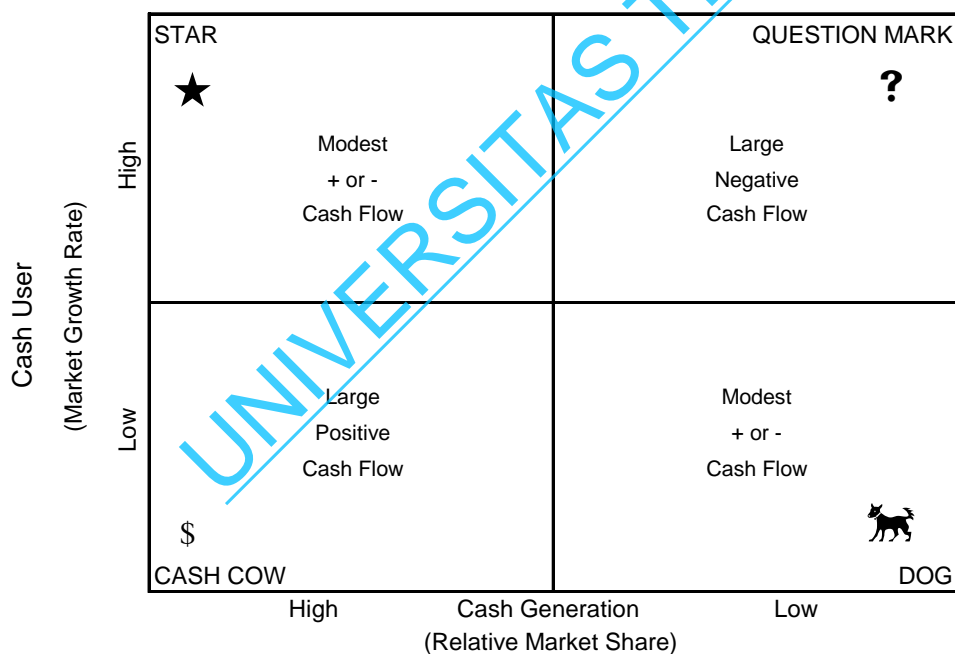 STAR
QUESTION MARK
★
?
Modest
+ or -
Cash Flow
Large
Negative
Cash Flow
High
Cash User
(Market Growth Rate)
Low
Large
Positive
Cash Flow
Modest
+ or -
Cash Flow
$
CASH COW
DOG
High
Cash Generation
Low
(Relative Market Share)
UNIVERSITAS